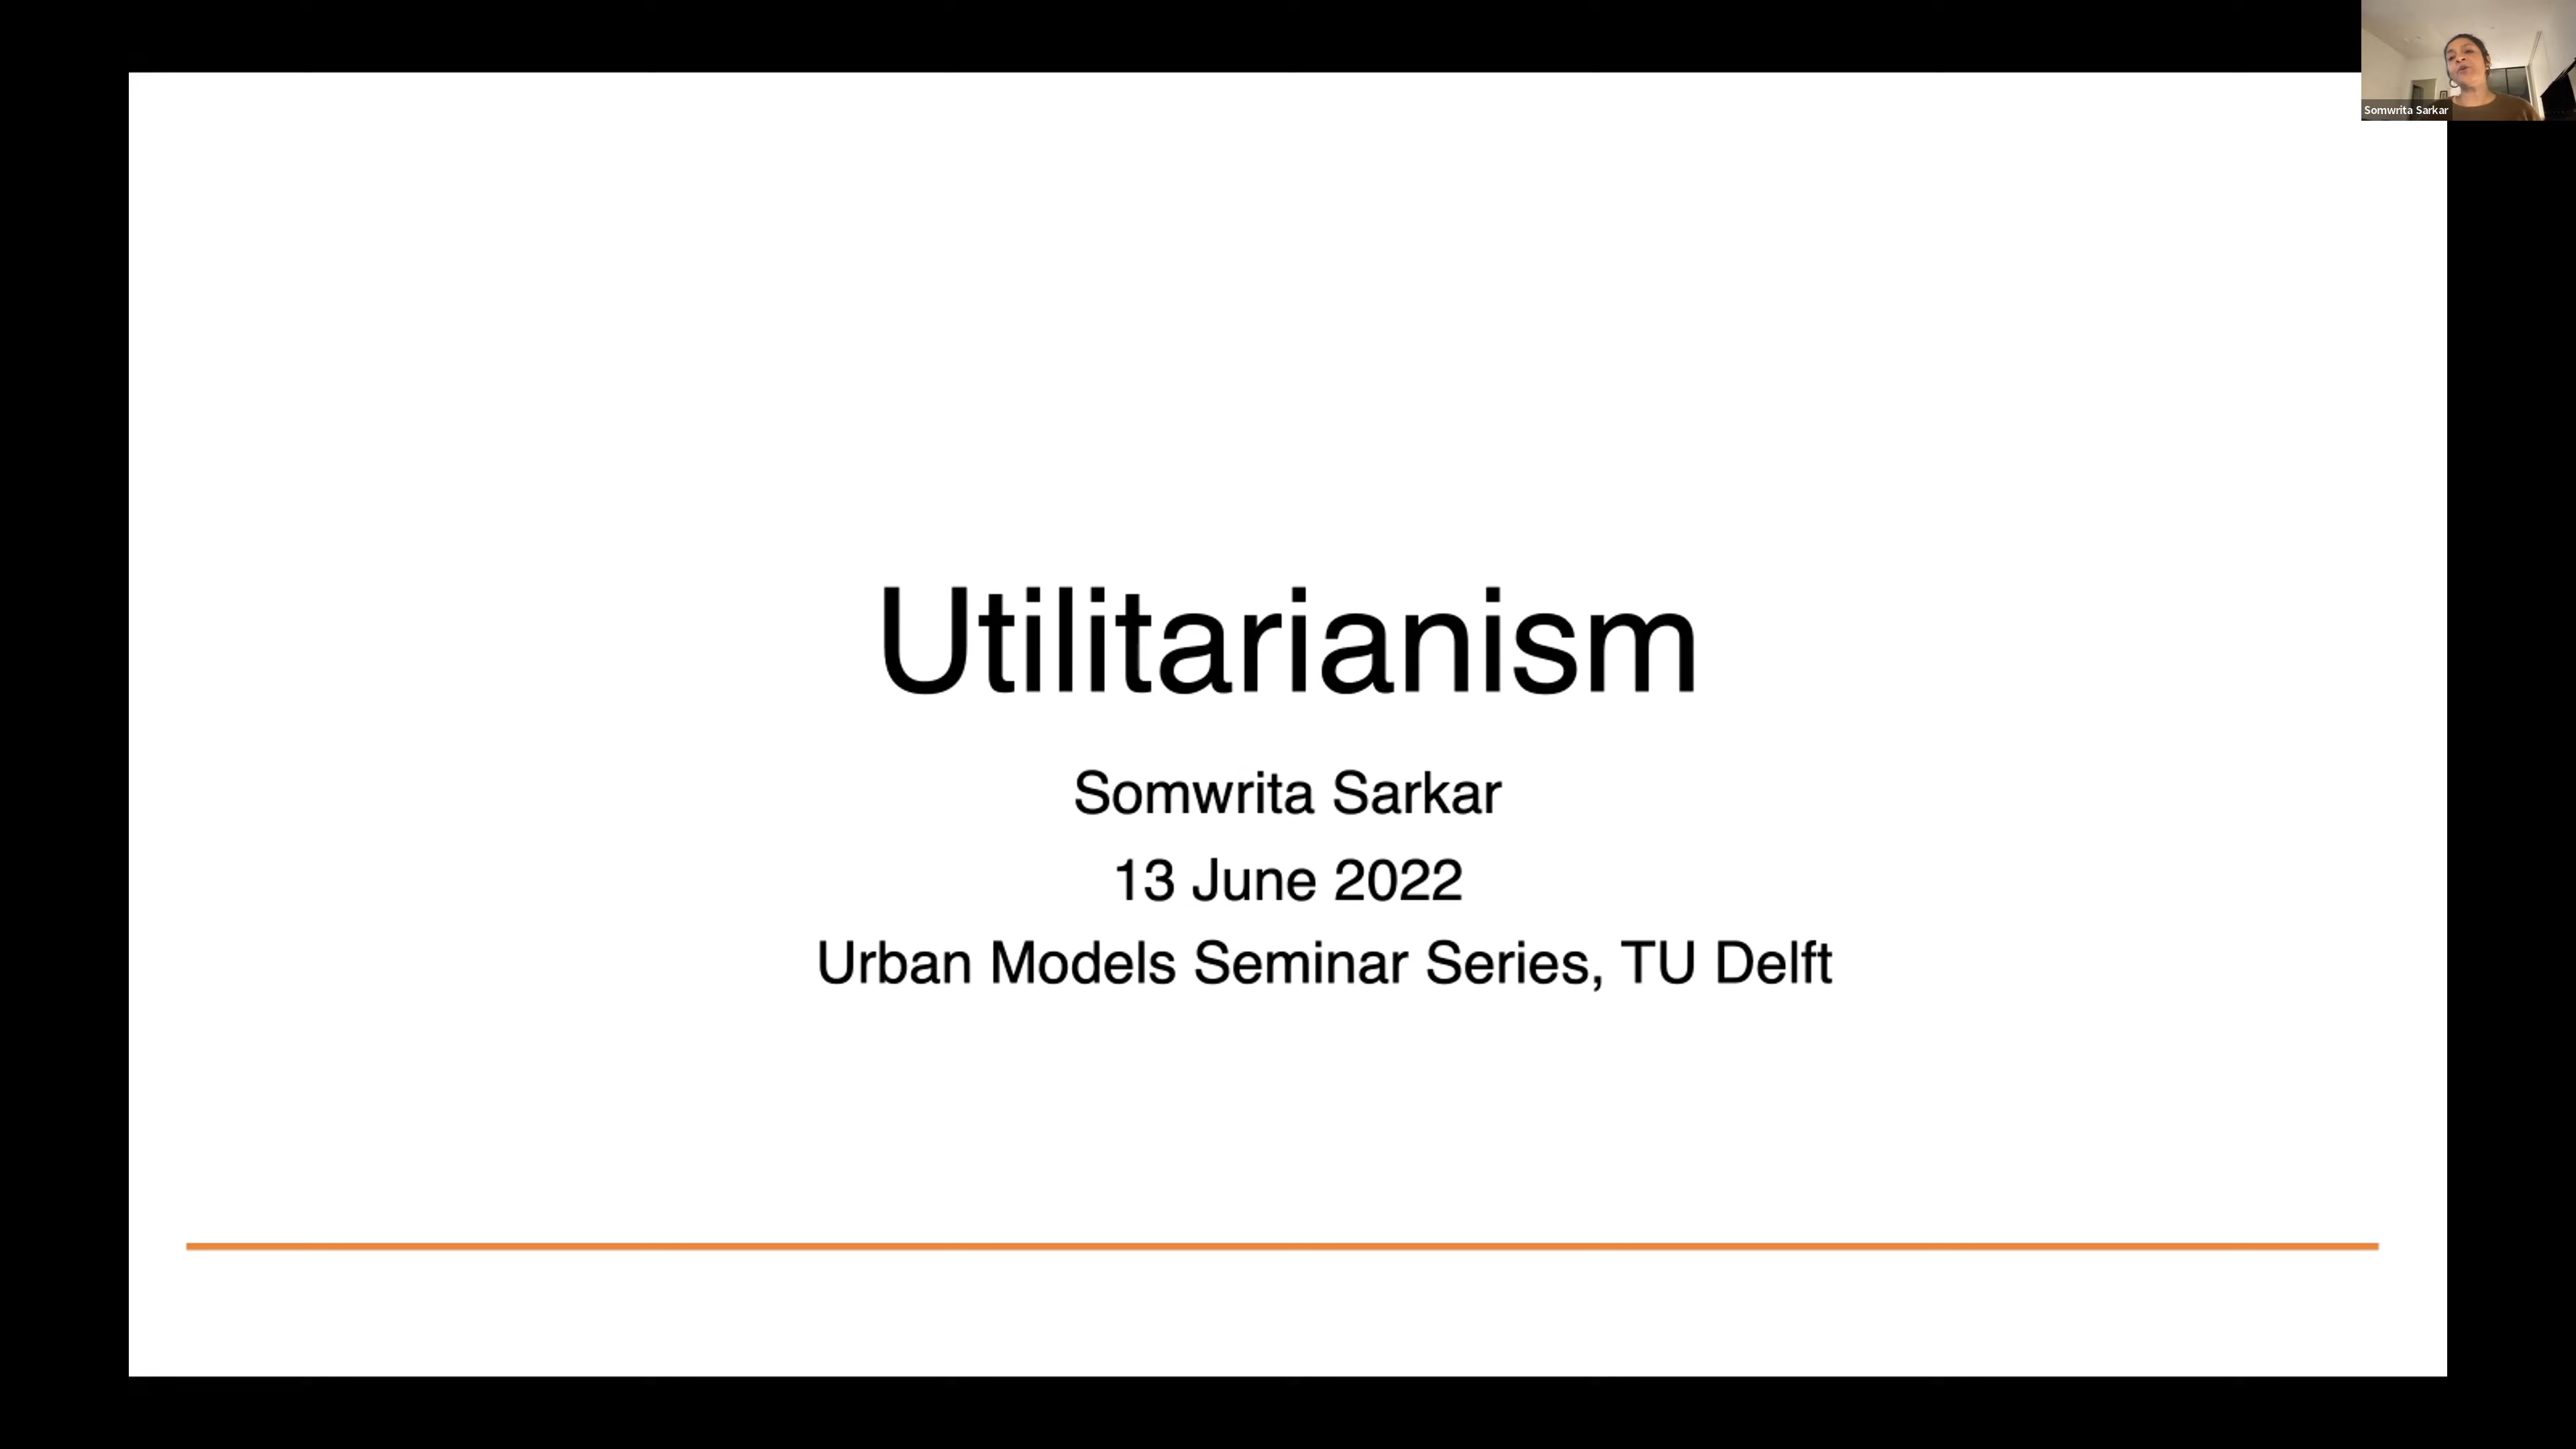 Somwrita Sarkar
Utilitarianism
Somwrita Sarkar
13 June 2022
Urban Models Seminar Series, TU Delft